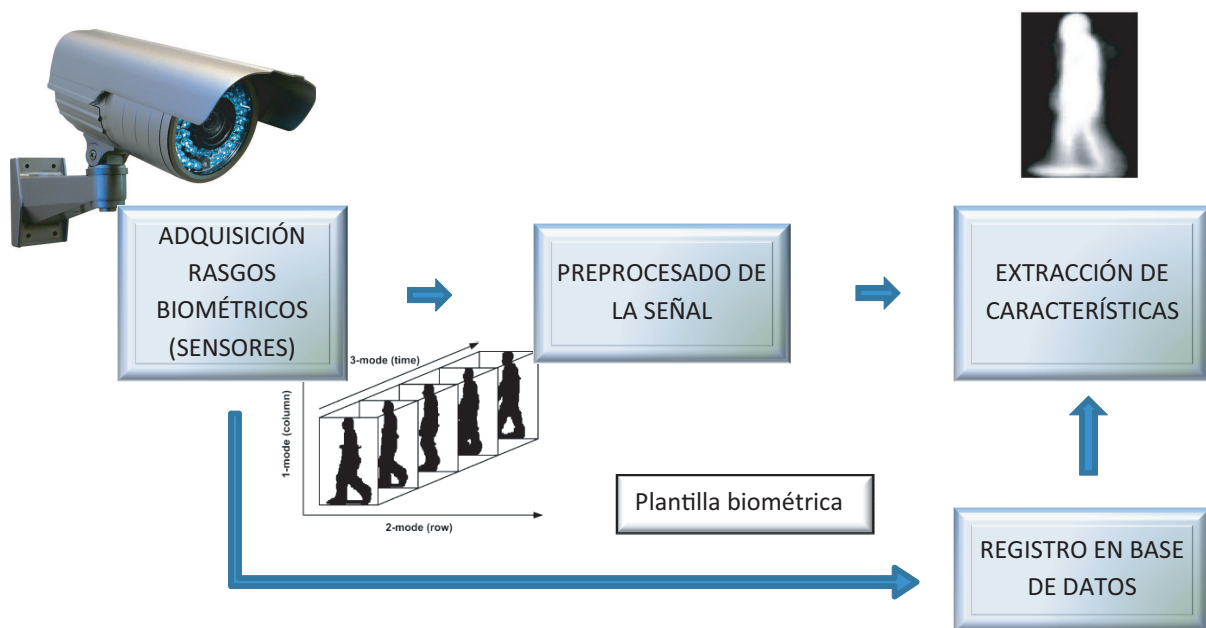 ADQUISICIÓN
RASGOS
BIOMÉTRICOS
(SENSORES)
PREPROCESADO DE
LA SEÑAL
EXTRACCIÓN DE
CARACTERÍSTICAS
3-mode (time)
1-mode (column)
2-mode (row)
Plantilla biométrica
REGISTRO EN BASE
DE DATOS